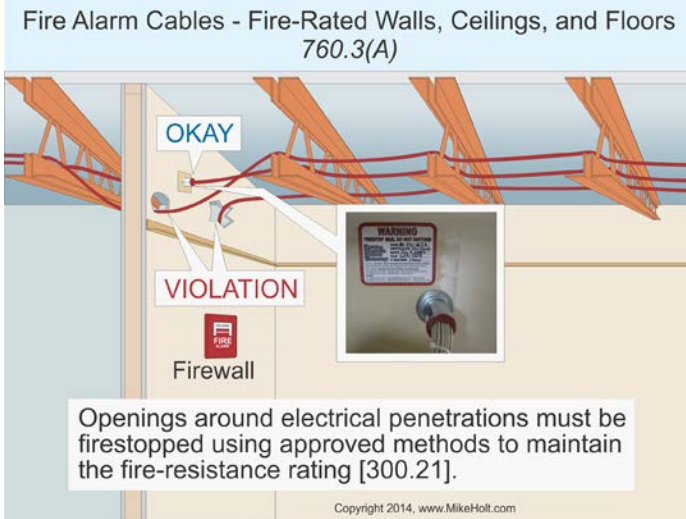 Fire Alarm Cables - Fire-Rated Walls, Ceilings, and Floors
760.3(A)
OKAY
WARNING
VIOLATION
FIRE
ALARM
Firewall
Openings around electrical penetrations must be
firestopped using approved methods to maintain
the fire-resistance rating [300.21].
Copyright 2014, www.MikeHolt.com